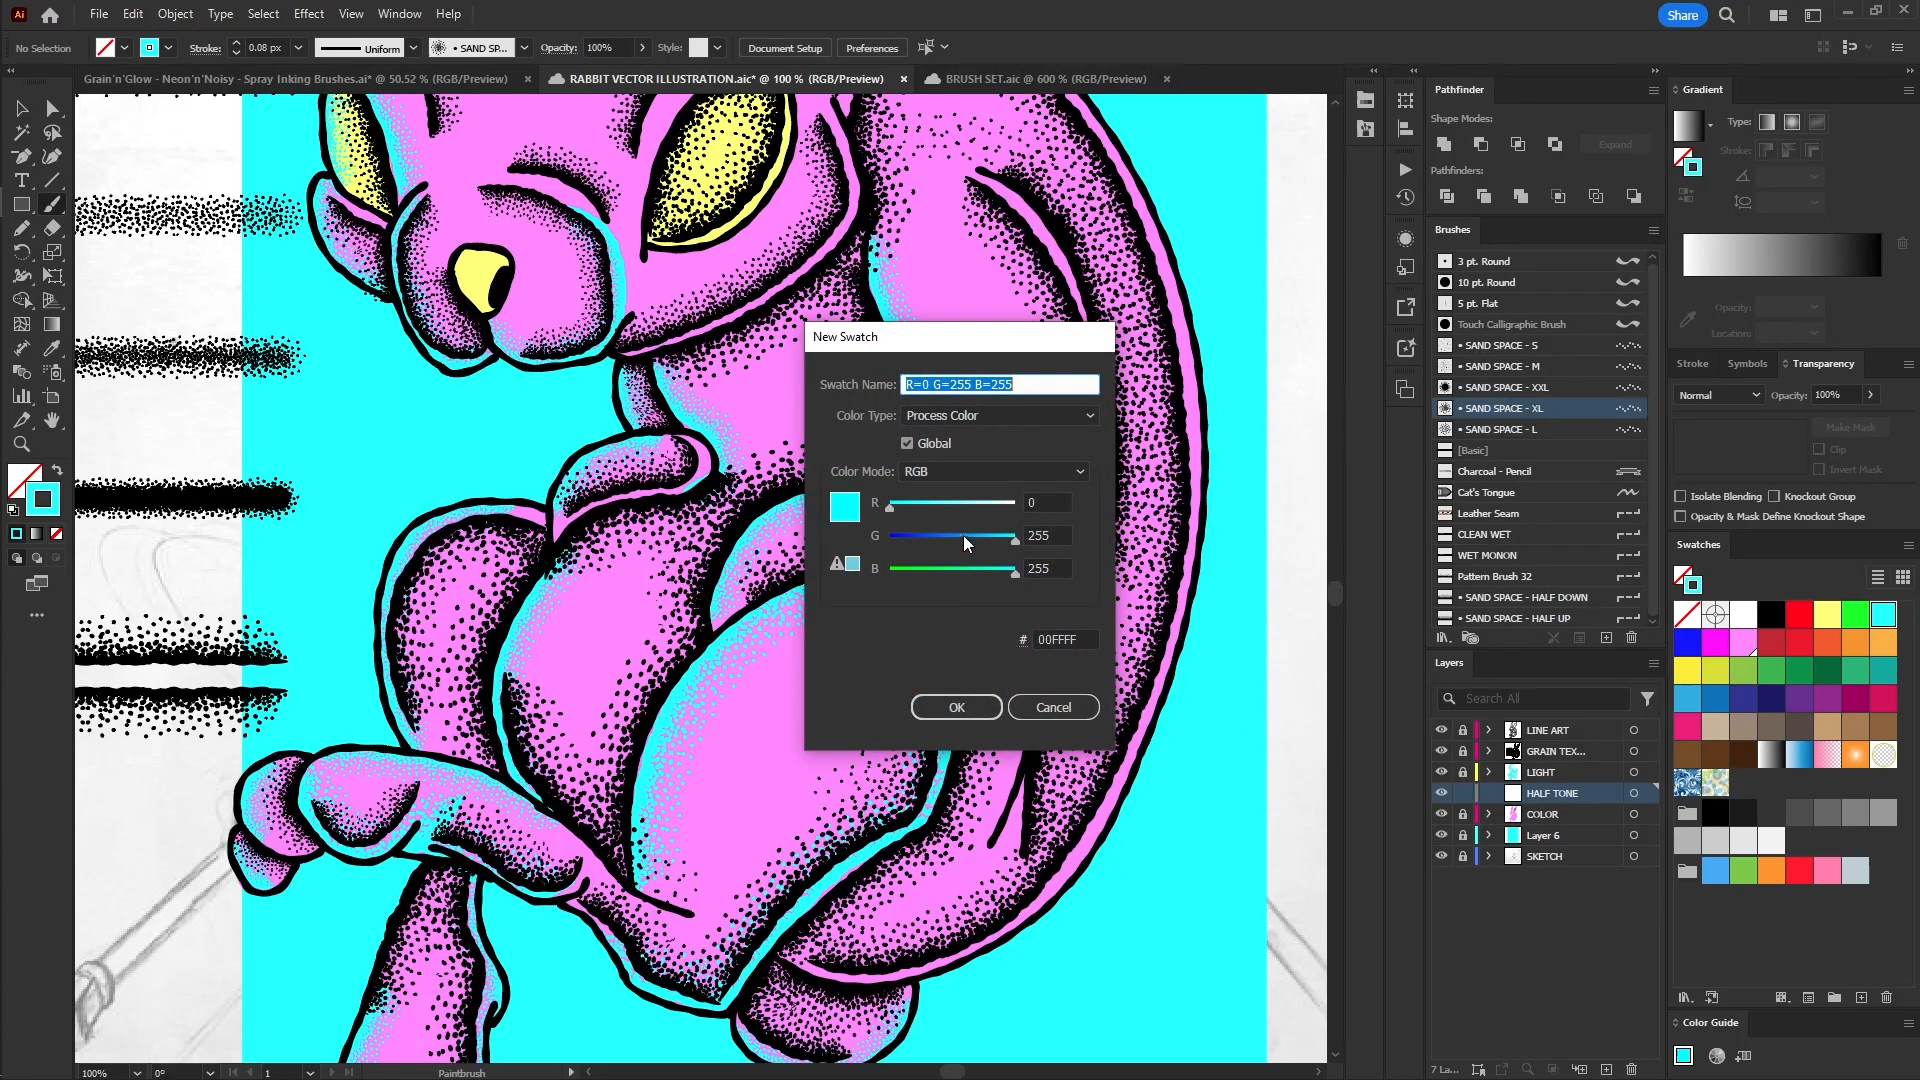 Ai File Edit Object Type Select Effect View Window Help Share
No Selection Stroke: 0.08 px Uniform • SAND SP... Opacity: 100% Style: Document Setup Preferences
Grain'n'Glow - Neon'n'Noisy - Spray Inking Brushes.ai* @ 50.52 % (RGB/Preview) × RABBIT VECTOR ILLUSTRATION.aic* @ 100 % (RGB/Preview) × BRUSH SET.aic @ 600 % (RGB/Preview) ×
Pathfinder
Shape Modes:
Expand
Pathfinders:
Brushes
3 pt. Round
10 pt. Round
5 pt. Flat
Touch Calligraphic Brush
• SAND SPACE - S
• SAND SPACE - M
• SAND SPACE - XXL
• SAND SPACE - XL
• SAND SPACE - L
[Basic]
Charcoal - Pencil
Cat's Tongue
Leather Seam
CLEAN WET
WET MONON
Pattern Brush 32
• SAND SPACE - HALF DOWN
• SAND SPACE - HALF UP
Layers
Search All
LINE ART
GRAIN TEX...
LIGHT
HALF TONE
COLOR
Layer 6
SKETCH
7 La...
Gradient
Type:
Stroke:
Opacity:
Location:
Stroke Symbols Transparency
Normal Opacity: 100%
Make Mask
Clip
Invert Mask
Isolate Blending Knockout Group
Opacity & Mask Define Knockout Shape
Swatches
Color Guide
New Swatch
Swatch Name: R=0 G=255 B=255
Color Type: Process Color
Global
Color Mode: RGB
R 0
G 255
B 255
# 00FFFF
OK Cancel
100% 0° 1 Paintbrush